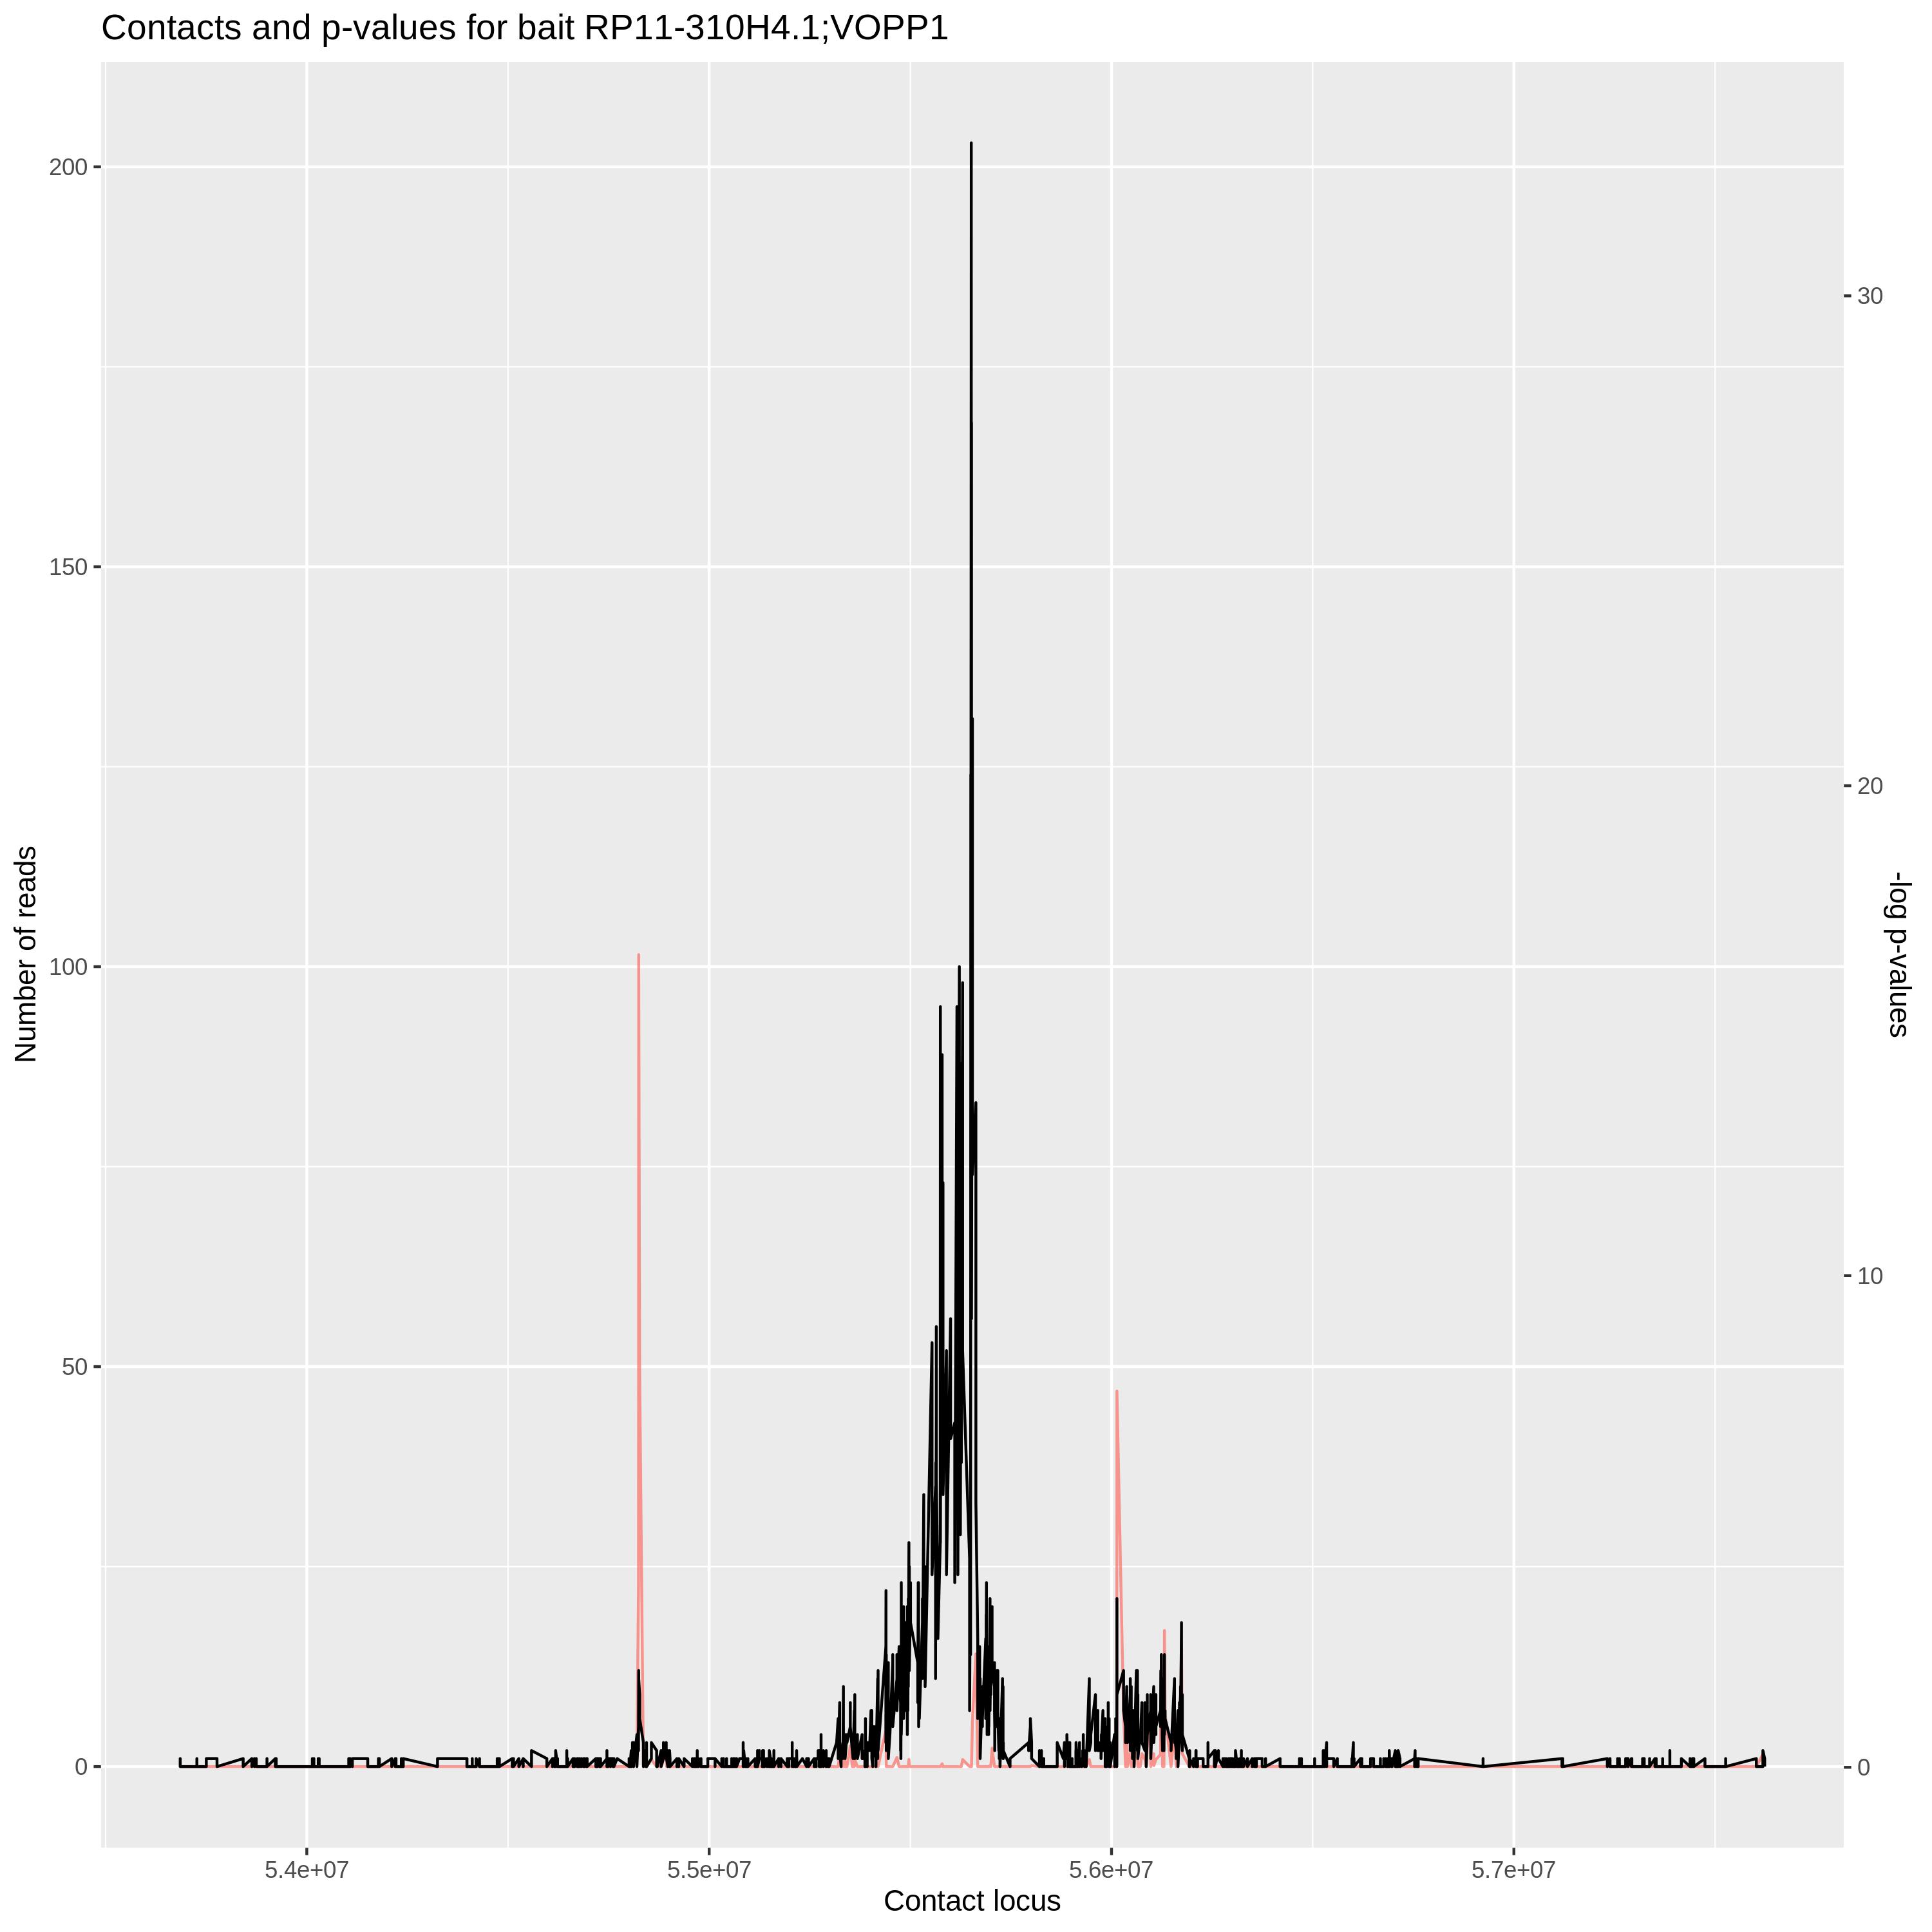 Contacts and p-values for bait RP11-310H4.1;VOPP1
200
150
100
50
0
Number of reads
30
20
10
0
-log p-values
5.4e+07 5.5e+07 5.6e+07 5.7e+07
Contact locus